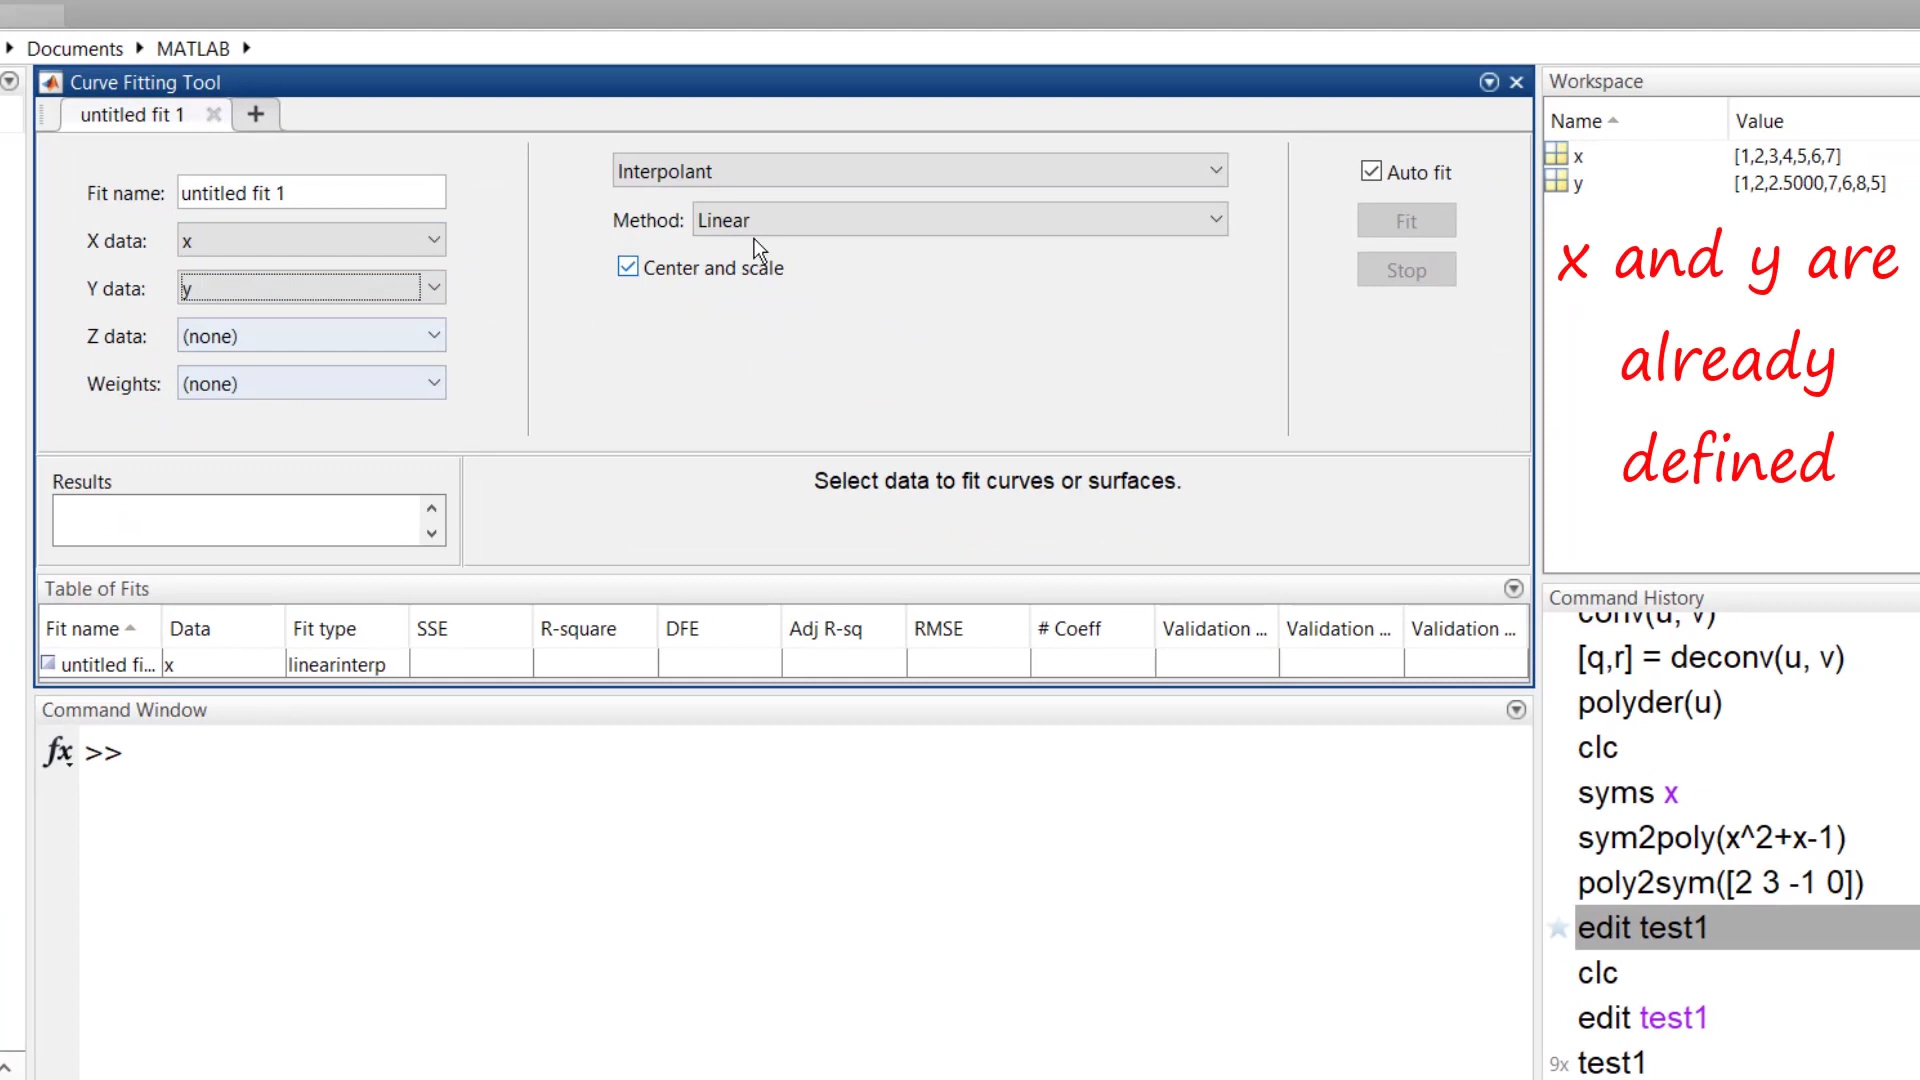 Documents MATLAB
Curve Fitting Tool
untitled fit 1
Fit name: untitled fit 1
X data: x
Y data: y
Z data: (none)
Weights: (none)
Interpolant
Method: Linear
Center and scale
Auto fit
Fit
Stop
Results
Select data to fit curves or surfaces.
Table of Fits
Fit name Data Fit type SSE R-square DFE Adj R-sq RMSE # Coeff Validation ... Validation ... Validation ...
untitled fi... x linearinterp
Command Window
fx >>
Workspace
Name Value
x [1,2,3,4,5,6,7]
y [1,2,2.5000,7,6,8,5]
x and y are
already
defined
Command History
conv(u, v)
[q,r] = deconv(u, v)
polyder(u)
clc
syms x
sym2poly(x^2+x-1)
poly2sym([2 3 -1 0])
edit test1
clc
edit test1
9x test1